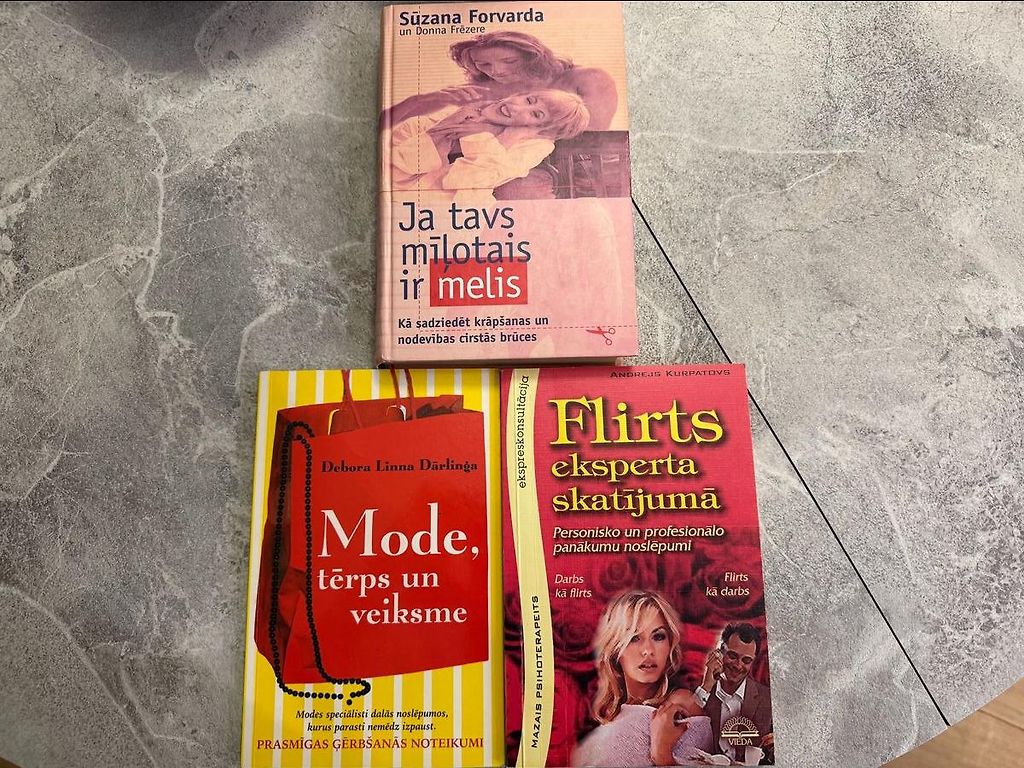 Sūzana Forvarda
un Donna Frēzere
Ja tavs
mīļotais
ir melis
Kā sadziedēt krāpšanas un
nodevības cirstās brūces
Debora Linna Dārliņģa
Mode,
tērps un
veiksme
Modes speciālisti dalās noslēpumos,
kurus parasti nemēdz izpaust.
PRASMĪGAS ĢĒRBŠANĀS NOTEIKUMI
ekspreskonsultācija
MAZAIS PSIHOTERAPEITS
ANDREJS KURPATOVS
Flirts
eksperta
skatījumā
Personisko un profesionālo
panākumu noslēpumi
Darbs
kā flirts
Flirts
kā darbs
VIEDA